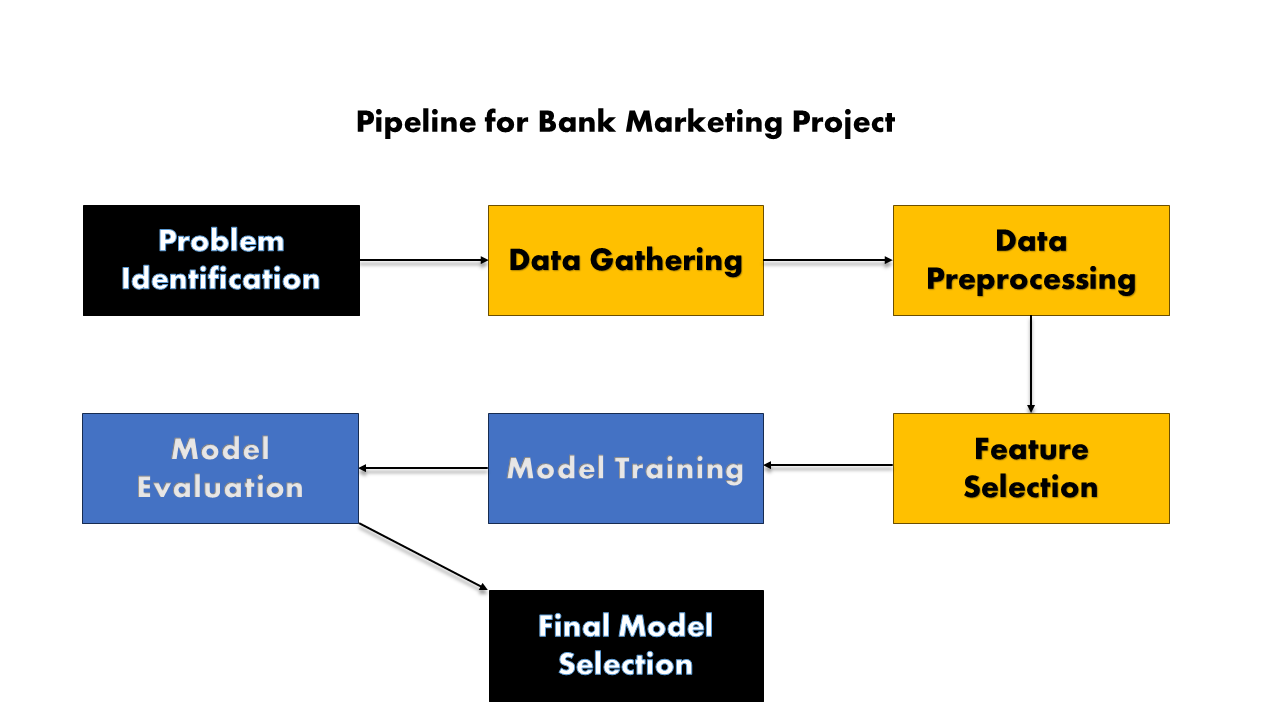 Pipeline for Bank Marketing Project
Problem
Identification
Data Gathering
Data
Preprocessing
Model
Evaluation
Model Training
Feature
Selection
Final Model
Selection